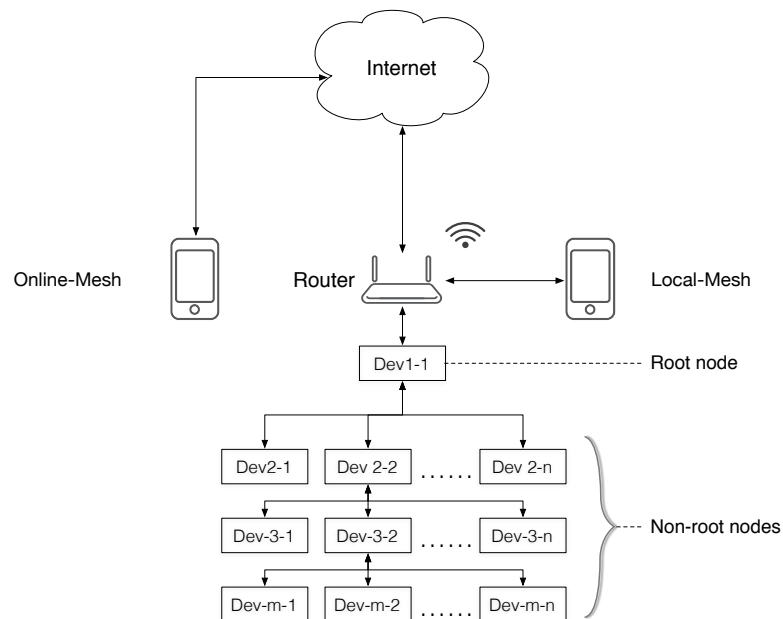 Internet
Online-Mesh
Router
Local-Mesh
Dev1-1
Root node
Dev2-1
Dev 2-2
......
Dev 2-n
Dev-3-1
Dev-3-2
......
Dev-3-n
Non-root nodes
Dev-m-1
Dev-m-2
......
Dev-m-n